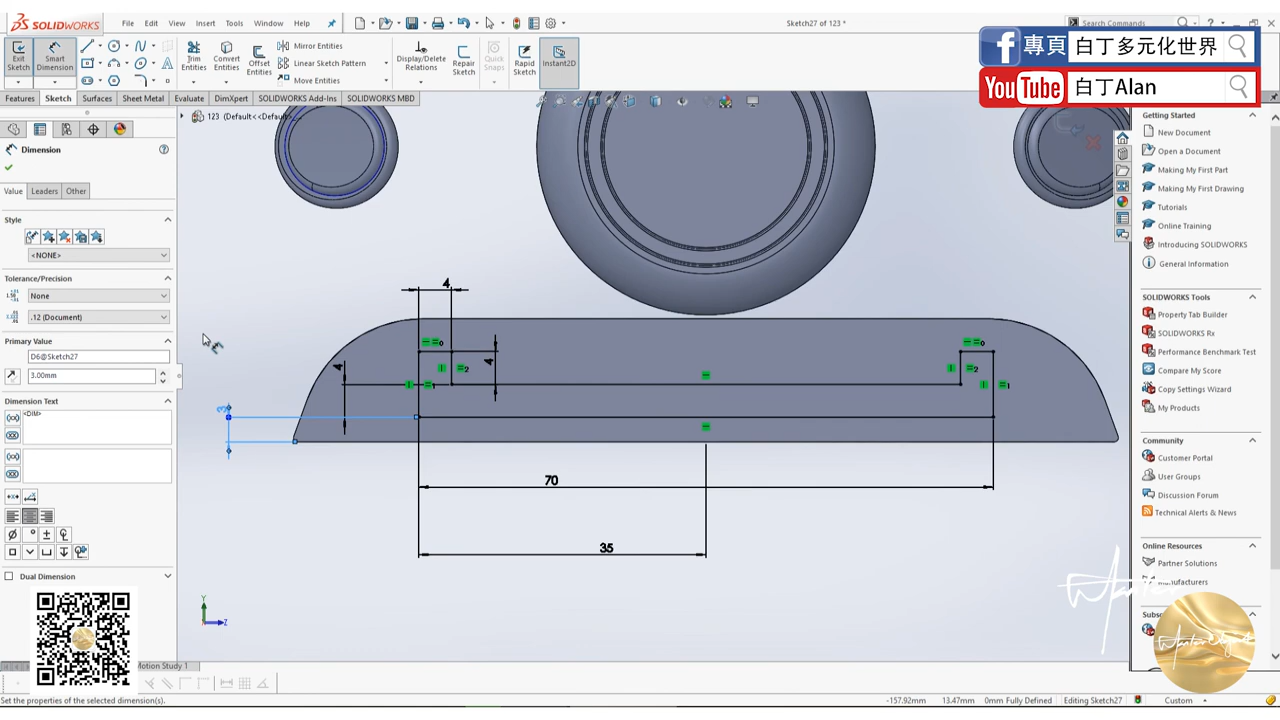 SOLIDWORKS
File Edit View Insert Tools Window Help
Sketch27 of 123 *
Search Commands
Exit Sketch
Smart Dimension
Trim Entities
Convert Entities
Offset Entities
Mirror Entities
Linear Sketch Pattern
Move Entities
Display/Delete Relations
Repair Sketch
Quick Snaps
Rapid Sketch
Instant2D
專頁 白丁多元化世界
YouTube 白丁Alan
Features Sketch Surfaces Sheet Metal Evaluate DimXpert SOLIDWORKS Add-Ins SOLIDWORKS MBD
123 (Default<<Default
Dimension
Value Leaders Other
Style
<NONE>
Tolerance/Precision
None
.12 (Document)
Primary Value
D6@Sketch27
3.00mm
Dimension Text
<DIM>
Dual Dimension
4
4
4
3
70
35
Y
Z
Getting Started
New Document
Open a Document
Making My First Part
Making My First Drawing
Tutorials
Online Training
Introducing SOLIDWORKS
General Information
SOLIDWORKS Tools
Property Tab Builder
SOLIDWORKS Rx
Performance Benchmark Test
Compare My Score
Copy Settings Wizard
My Products
Community
Customer Portal
User Groups
Discussion Forum
Technical Alerts & News
Online Resources
Partner Solutions
Manufacturers
Subsc
Motion Study 1
Set the properties of the selected dimension(s).
-157.92mm 13.47mm 0mm Fully Defined Editing Sketch27 Custom